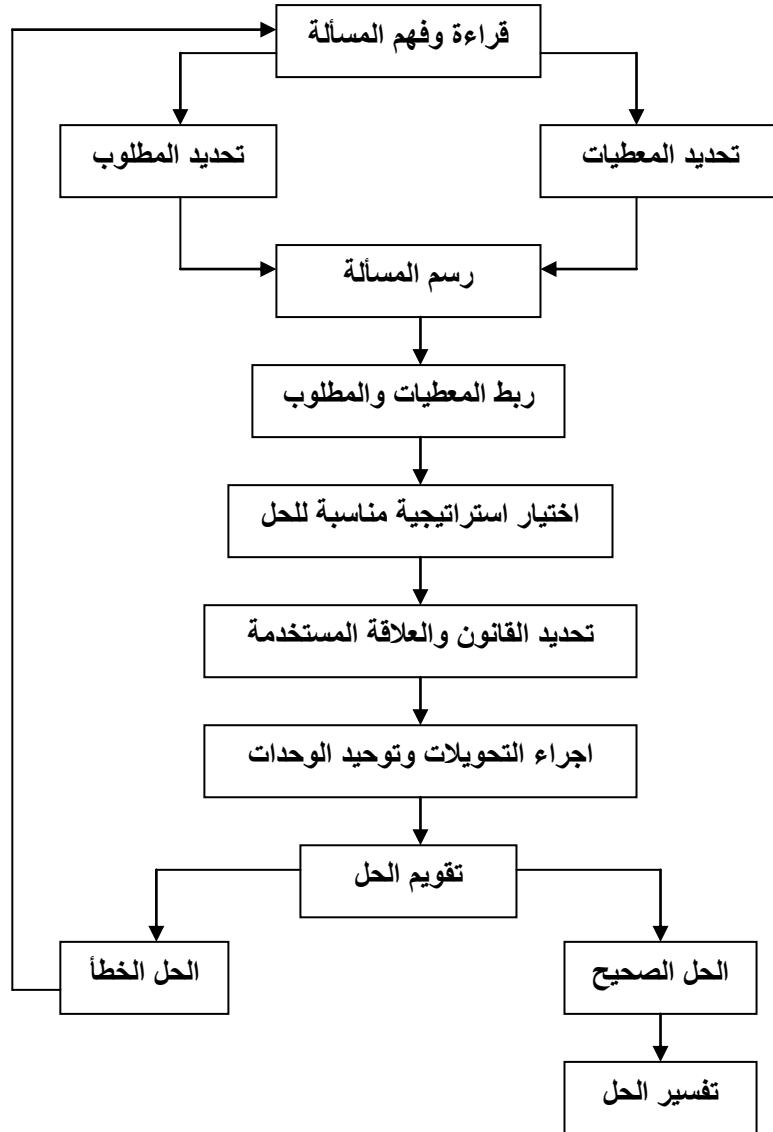 قراءة وفهم المسألة
تحديد المعطيات
تحديد المطلوب
رسم المسألة
ربط المعطيات والمطلوب
اختيار استراتيجية مناسبة للحل
تحديد القانون والعلاقة المستخدمة
اجراء التحويلات وتوحيد الوحدات
تقويم الحل
الحل الصحيح
الحل الخطأ
تفسير الحل